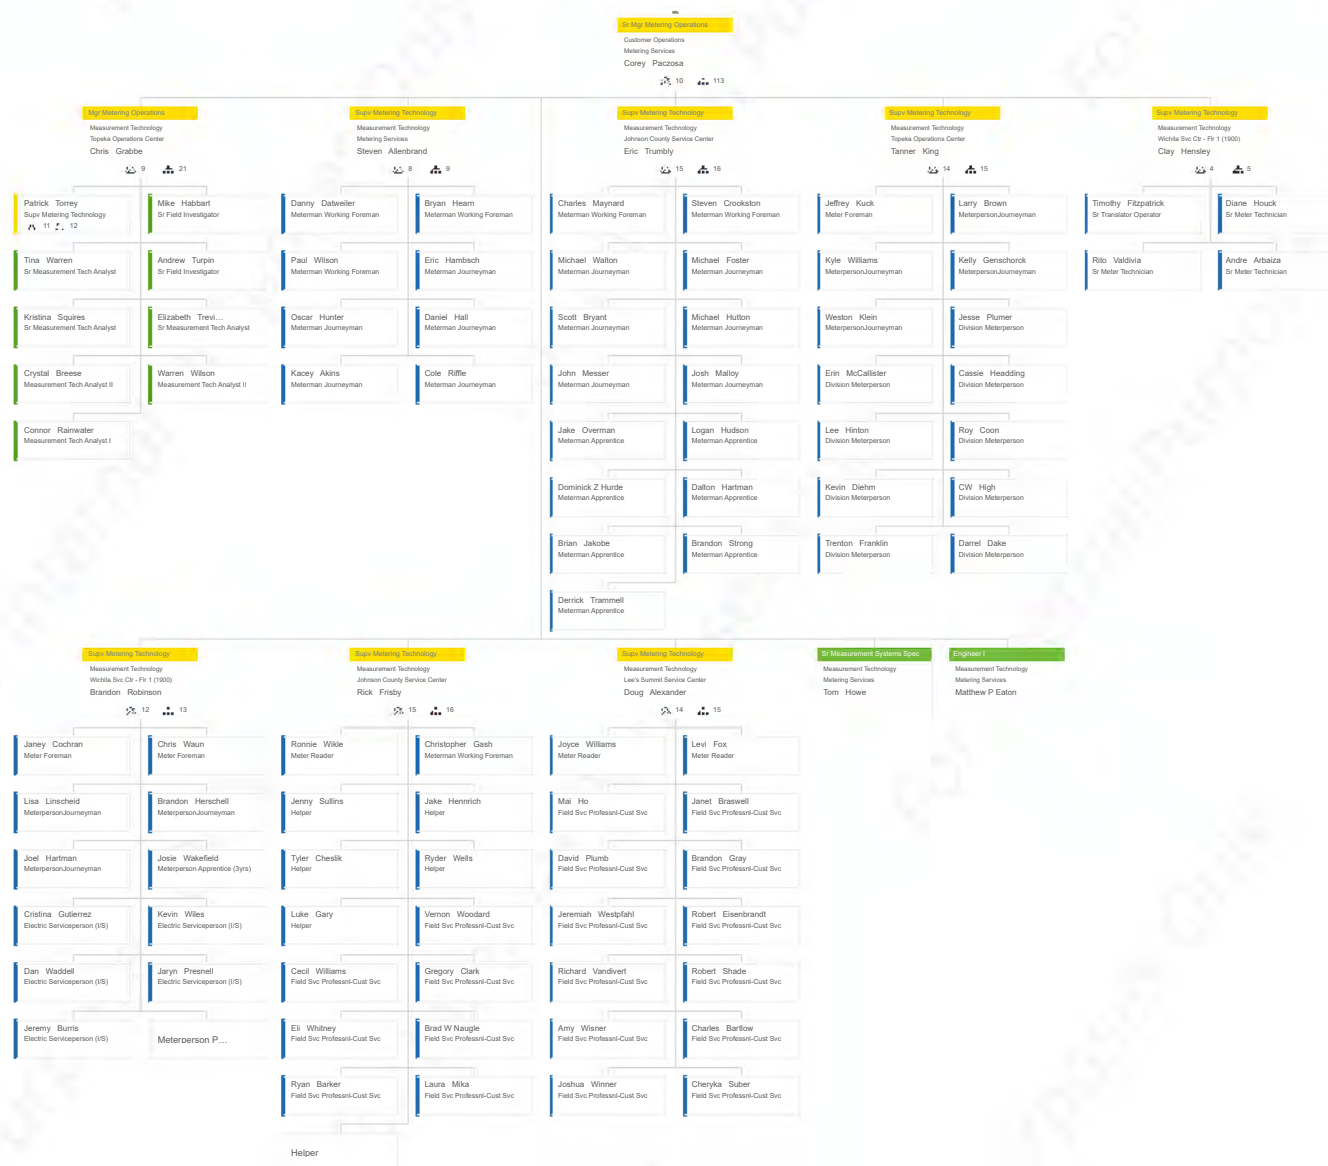 Sr Mgr Metering Operations
Customer Operations
Metering Services
Corey Paczosa
10 113
Mgr Metering Operations
Measurement Technology
Topeka Operations Center
Chris Grabbe
9 21
Patrick Torrey
Supv Metering Technology
11 12
Mike Habbart
Sr Field Investigator
Tina Warren
Sr Measurement Tech Analyst
Andrew Turpin
Sr Field Investigator
Kristina Squires
Sr Measurement Tech Analyst
Elizabeth Trevi...
Sr Measurement Tech Analyst
Crystal Breese
Measurement Tech Analyst II
Warren Wilson
Measurement Tech Analyst II
Connor Rainwater
Measurement Tech Analyst I
Supv Metering Technology
Measurement Technology
Metering Services
Steven Allenbrand
8 9
Danny Datweiler
Meterman Working Foreman
Bryan Hearn
Meterman Working Foreman
Paul Wilson
Meterman Working Foreman
Eric Hambsch
Meterman Journeyman
Oscar Hunter
Meterman Journeyman
Daniel Hall
Meterman Journeyman
Kacey Akins
Meterman Journeyman
Cole Riffle
Meterman Journeyman
Supv Metering Technology
Measurement Technology
Johnson County Service Center
Eric Trumbly
15 16
Charles Maynard
Meterman Working Foreman
Steven Crookston
Meterman Working Foreman
Michael Walton
Meterman Journeyman
Michael Foster
Meterman Journeyman
Scott Bryant
Meterman Journeyman
Michael Hutton
Meterman Journeyman
John Messer
Meterman Journeyman
Josh Malloy
Meterman Journeyman
Jake Overman
Meterman Apprentice
Logan Hudson
Meterman Apprentice
Dominick Z Hurde
Meterman Apprentice
Dalton Hartman
Meterman Apprentice
Brian Jakobe
Meterman Apprentice
Brandon Strong
Meterman Apprentice
Derrick Trammell
Meterman Apprentice
Supv Metering Technology
Measurement Technology
Topeka Operations Center
Tanner King
14 15
Jeffrey Kuck
Meter Foreman
Larry Brown
MeterpersonJourneyman
Kyle Williams
MeterpersonJourneyman
Kelly Genschorck
MeterpersonJourneyman
Weston Klein
MeterpersonJourneyman
Jesse Plumer
Division Meterperson
Erin McCallister
Division Meterperson
Cassie Headding
Division Meterperson
Lee Hinton
Division Meterperson
Roy Coon
Division Meterperson
Kevin Diehm
Division Meterperson
CW High
Division Meterperson
Trenton Franklin
Division Meterperson
Darrel Dake
Division Meterperson
Supv Metering Technology
Measurement Technology
Wichita Svc Ctr - Flr 1 (1900)
Clay Hensley
4 5
Timothy Fitzpatrick
Sr Translator Operator
Diane Houck
Sr Meter Technician
Rito Valdivia
Sr Meter Technician
Andre Arbaiza
Sr Meter Technician
Supv Metering Technology
Measurement Technology
Wichita Svc Ctr - Flr 1 (1900)
Brandon Robinson
12 13
Janey Cochran
Meter Foreman
Chris Waun
Meter Foreman
Lisa Linscheid
MeterpersonJourneyman
Brandon Herschell
MeterpersonJourneyman
Joel Hartman
MeterpersonJourneyman
Josie Wakefield
Meterperson Apprentice (3yrs)
Cristina Gutierrez
Electric Serviceperson (I/S)
Kevin Wiles
Electric Serviceperson (I/S)
Dan Waddell
Electric Serviceperson (I/S)
Jaryn Presnell
Electric Serviceperson (I/S)
Jeremy Burris
Electric Serviceperson (I/S)
Meterperson P...
Supv Metering Technology
Measurement Technology
Johnson County Service Center
Rick Frisby
15 16
Ronnie Wikle
Meter Reader
Christopher Gash
Meterman Working Foreman
Jenny Sullins
Helper
Jake Hennrich
Helper
Tyler Cheslik
Helper
Ryder Wells
Helper
Luke Gary
Helper
Vernon Woodard
Field Svc Professnl-Cust Svc
Cecil Williams
Field Svc Professnl-Cust Svc
Gregory Clark
Field Svc Professnl-Cust Svc
Eli Whitney
Field Svc Professnl-Cust Svc
Brad W Naugle
Field Svc Professnl-Cust Svc
Ryan Barker
Field Svc Professnl-Cust Svc
Laura Mika
Field Svc Professnl-Cust Svc
Helper
Supv Metering Technology
Measurement Technology
Lee's Summit Service Center
Doug Alexander
14 15
Joyce Williams
Meter Reader
Levi Fox
Meter Reader
Mai Ho
Field Svc Professnl-Cust Svc
Janet Braswell
Field Svc Professnl-Cust Svc
David Plumb
Field Svc Professnl-Cust Svc
Brandon Gray
Field Svc Professnl-Cust Svc
Jeremiah Westpfahl
Field Svc Professnl-Cust Svc
Robert Eisenbrandt
Field Svc Professnl-Cust Svc
Richard Vandivert
Field Svc Professnl-Cust Svc
Robert Shade
Field Svc Professnl-Cust Svc
Amy Wisner
Field Svc Professnl-Cust Svc
Charles Bartlow
Field Svc Professnl-Cust Svc
Joshua Winner
Field Svc Professnl-Cust Svc
Cheryka Suber
Field Svc Professnl-Cust Svc
Sr Measurement Systems Spec
Measurement Technology
Metering Services
Tom Howe
Engineer I
Measurement Technology
Metering Services
Matthew P Eaton